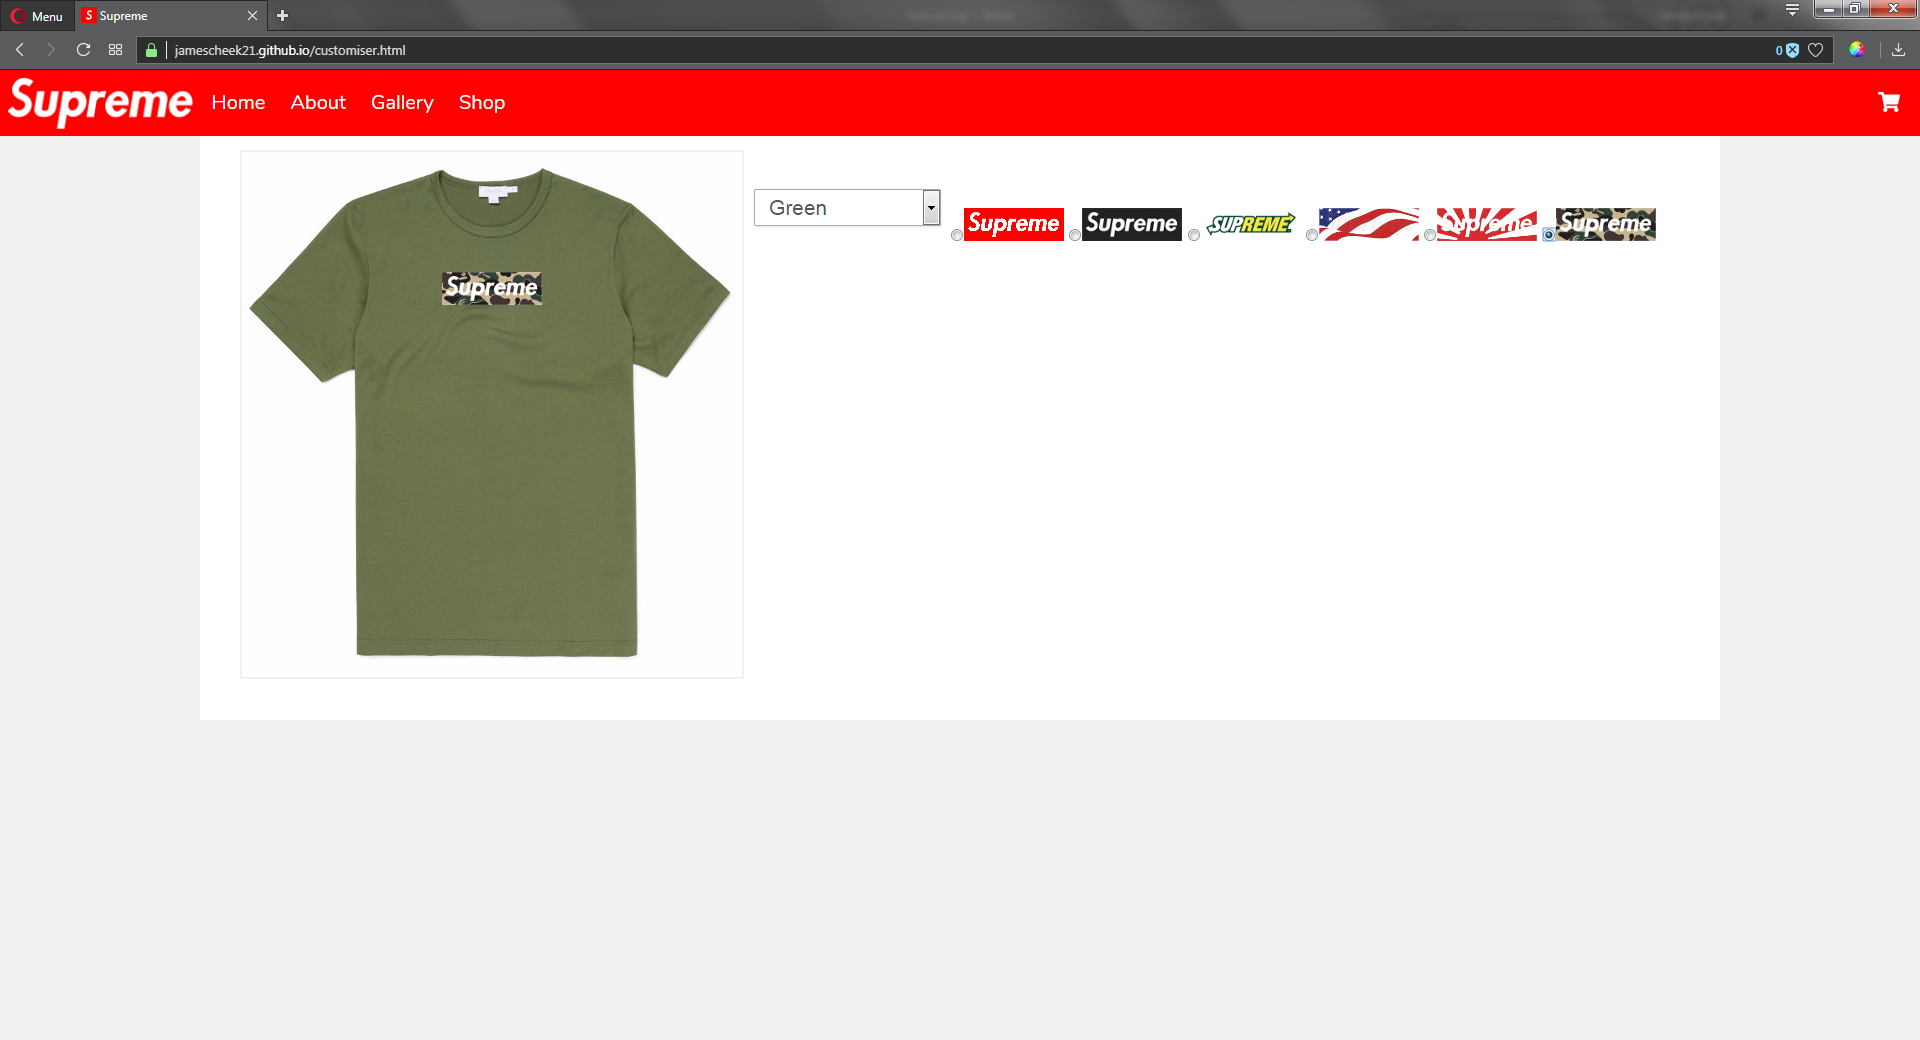 Menu
Supreme
jamescheek21.github.io/customiser.html
0
Supreme
Home
About
Gallery
Shop
Green
Supreme
Supreme
SUPREME
Supreme
Supreme
Supreme